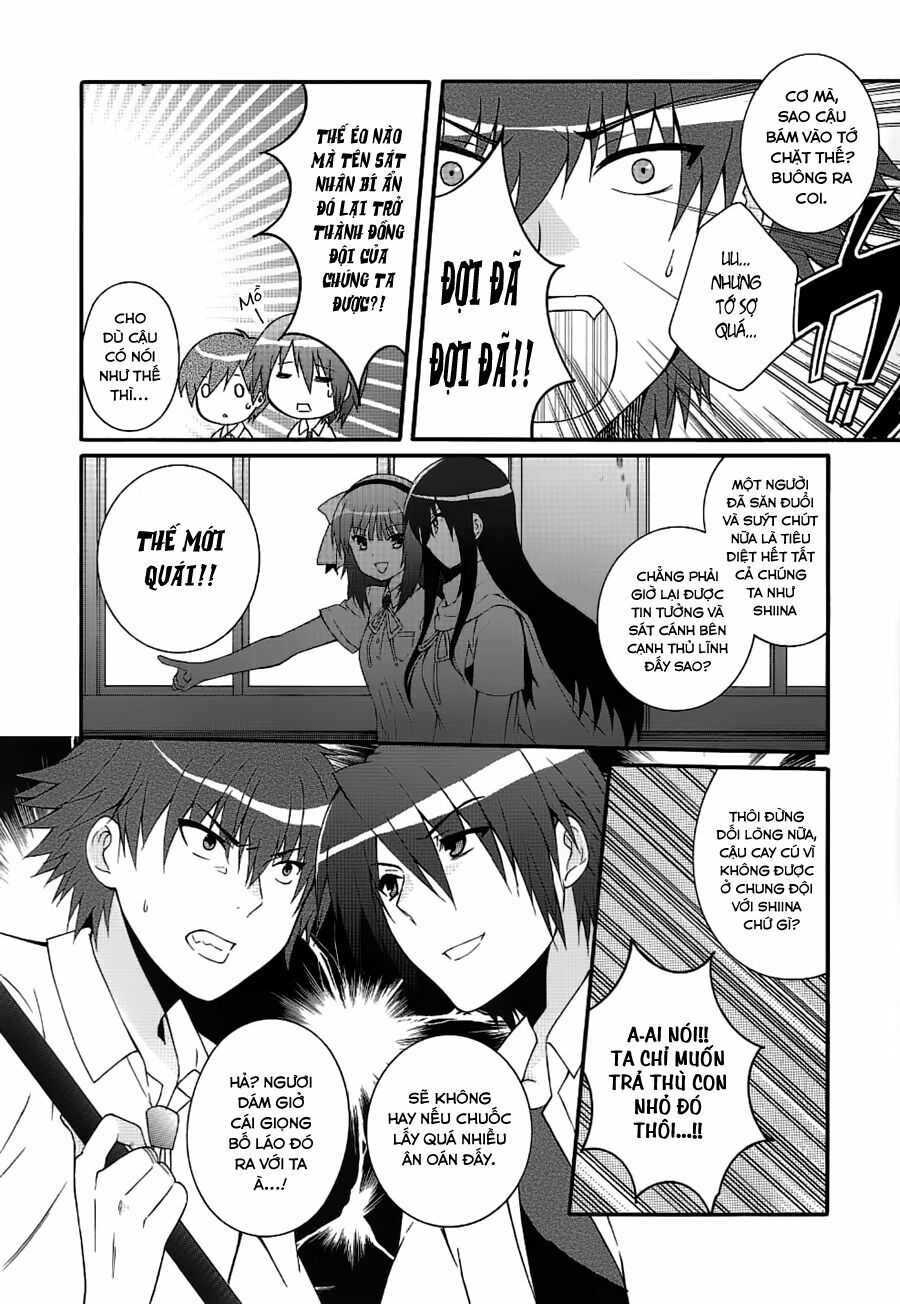 CƠ MÀ,
SAO CẬU
BÁM VÀO TỚ
CHẶT THẾ?
BUÔNG RA
COI.
UU...
NHƯNG
TỚ SỢ
QUÁ...
ĐỢI ĐÃ
ĐỢI ĐÃ!!
THẾ ÉO NÀO
MÀ TÊN SÁT
NHÂN BÍ ẨN
ĐÓ LẠI TRỞ
THÀNH ĐỒNG
ĐỘI CỦA
CHÚNG TA
ĐƯỢC?!
MỒ
CHO
DÙ CẬU
CÓ NÓI
NHƯ THẾ
THÌ...
MỘT NGƯỜI
ĐÃ SĂN ĐUỔI
VÀ SUÝT CHÚT
NỮA LÀ TIÊU
DIỆT HẾT TẤT
CẢ CHÚNG
TA NHƯ
SHIINA
CHẲNG PHẢI
GIỜ LẠI ĐƯỢC
TIN TƯỞNG VÀ
SÁT CÁNH BÊN
CẠNH THỦ LĨNH
ĐẤY SAO?
THẾ MỚI
QUÁI!!
THÔI ĐỪNG
DỐI LÒNG NỮA,
CẬU CAY CÚ VÌ
KHÔNG ĐƯỢC
Ở CHUNG ĐỘI
VỚI SHIINA
CHỨ GÌ?
A-AI NÓI!!
TA CHỈ MUỐN
TRẢ THÙ CON
NHỎ ĐÓ
THÔI...!!
SẼ KHÔNG
HAY NẾU CHUỐC
LẤY QUÁ NHIỀU
ÂN OÁN ĐẤY.
HẢ? NGƯƠI
DÁM GIỞ
CÁI GIỌNG
BỐ LÁO ĐÓ
RA VỚI TA
À...!